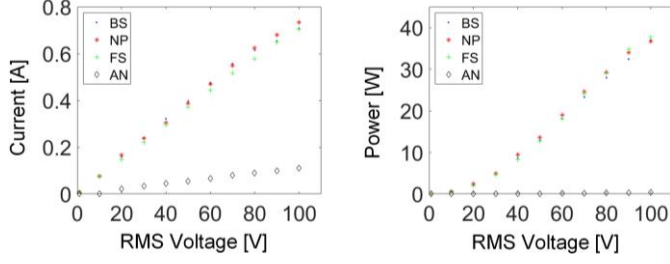 0.8
0.6
0.4
0.2
0
Current [A]
BS
NP
FS
AN
0 20 40 60 80 100
RMS Voltage [V]
40
30
20
10
0
Power [W]
BS
NP
FS
AN
0 20 40 60 80 100
RMS Voltage [V]